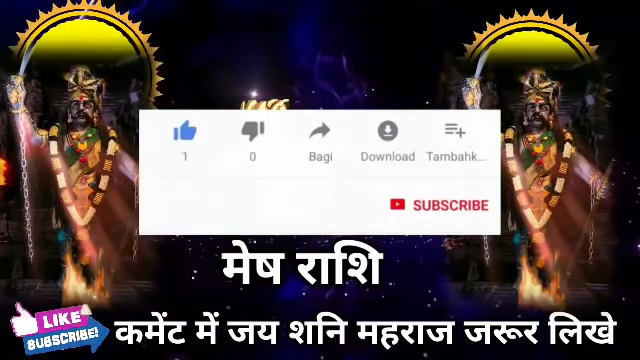 1 0 Bagi Download Tambahk...
SUBSCRIBE
मेष राशि
LIKE
SUBSCRIBE!
कमेंट में जय शनि महराज जरूर लिखे